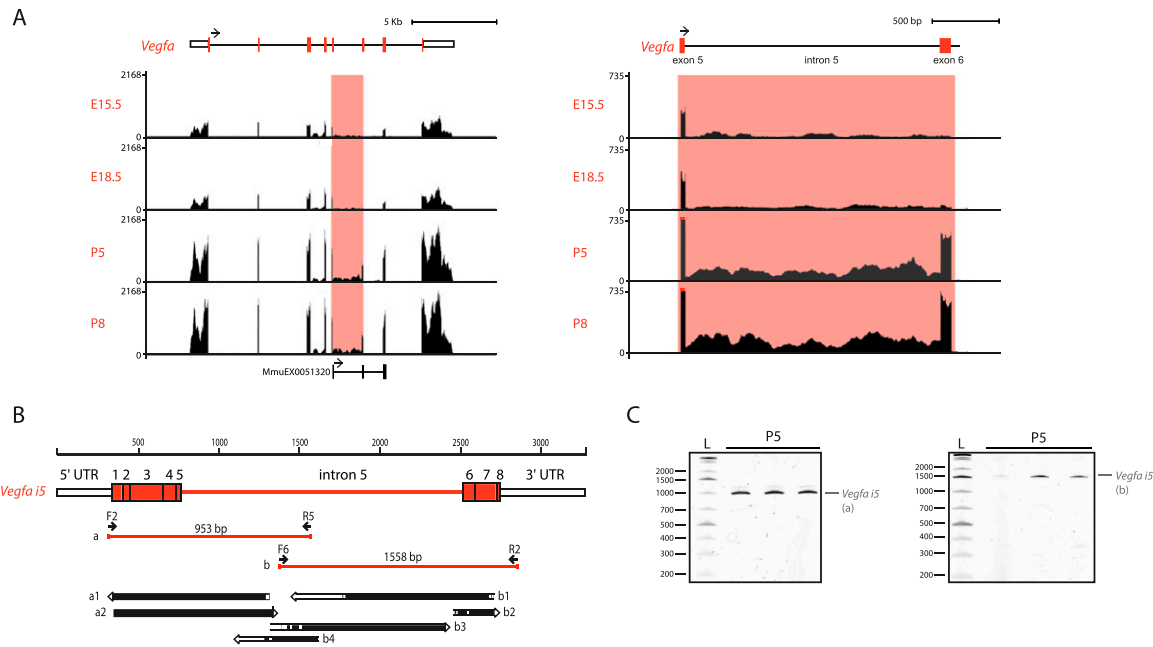 A
5 Kb
Vegfa
2168
E15.5
0
2168
E18.5
0
2168
P5
0
2168
P8
0
MmuEX0051320
500 bp
Vegfa
exon 5 intron 5 exon 6
735
E15.5
0
735
E18.5
0
735
P5
0
735
P8
0
B
500 1000 1500 2000 2500 3000
5' UTR 1 2 3 4 5 intron 5 6 7 8 3' UTR
Vegfa i5
F2 R5
953 bp
a
F6 R2
1558 bp
b
a1 b1
a2 b2
b3
b4
C
L P5
2000
1500
1000
700
500
400
300
200
Vegfa i5
(a)
L P5
2000
1500
1000
700
500
400
300
200
Vegfa i5
(b)